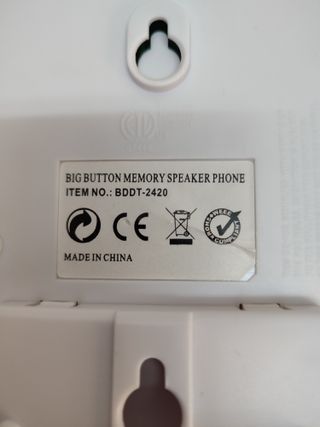 BIG BUTTON MEMORY SPEAKER PHONE
ITEM NO.: BDDT-2420
CE
MADE IN CHINA